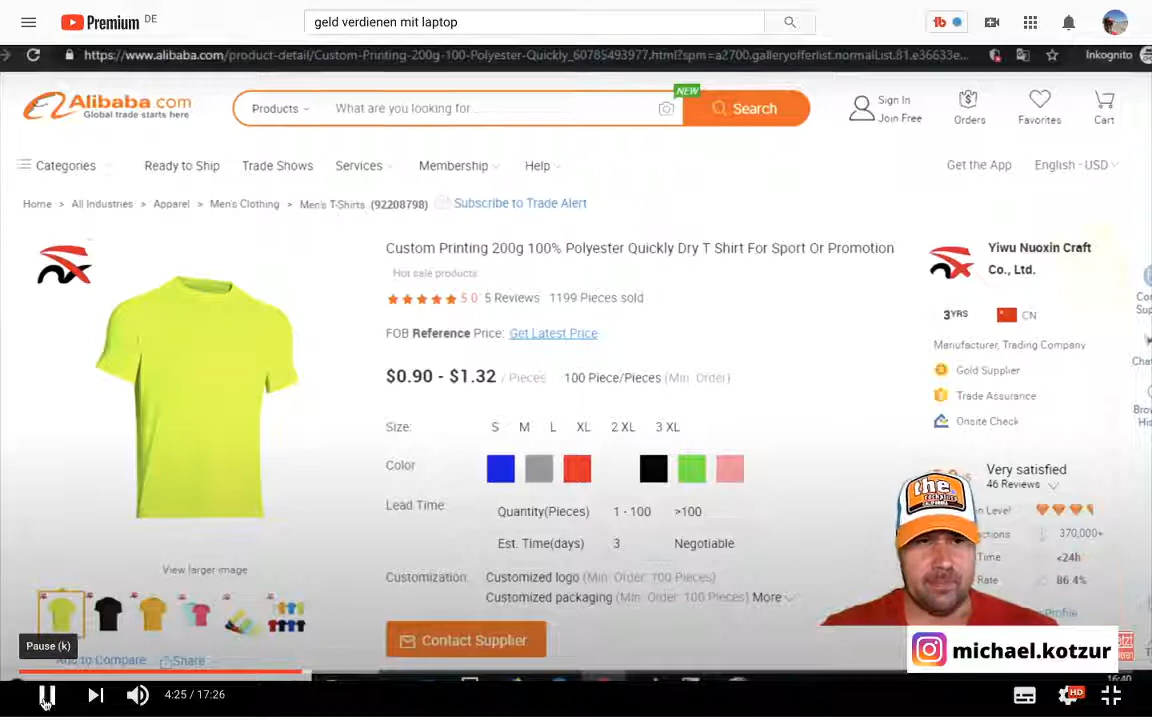 Premium DE
geld verdienen mit laptop
https://www.alibaba.com/product-detail/Custom-Printing-200g-100-Polyester-Quickly_60785493977.html?spm=a2700.galleryofferlist.normalList.81.e36633e...
Inkognito
Alibaba.com
Global trade starts here
Products
What are you looking for
NEW
Search
Sign In
Join Free
Orders
Favorites
Cart
Categories
Ready to Ship
Trade Shows
Services
Membership
Help
Get the App
English - USD
Home > All Industries > Apparel > Men's Clothing > Men's T-Shirts (92208798)
Subscribe to Trade Alert
Custom Printing 200g 100% Polyester Quickly Dry T Shirt For Sport Or Promotion
Hot sale products
5.0 5 Reviews 1199 Pieces sold
FOB Reference Price: Get Latest Price
$0.90 - $1.32 / Pieces 100 Piece/Pieces (Min. Order)
Size: S M L XL 2 XL 3 XL
Color
Lead Time:
Quantity(Pieces) 1 - 100 >100
Est. Time(days) 3 Negotiable
Customization: Customized logo (Min. Order: 100 Pieces)
Customized packaging (Min. Order: 100 Pieces) More
Contact Supplier
View larger image
Add to Compare Share
Yiwu Nuoxin Craft
Co., Ltd.
3YRS CN
Manufacturer, Trading Company
Gold Supplier
Trade Assurance
Onsite Check
Very satisfied
46 Reviews
Level
370,000+
Time <24h
Rate 86.4%
Profile
the
michael.kotzur
Pause (k)
4:25 / 17:26
HD
16:40